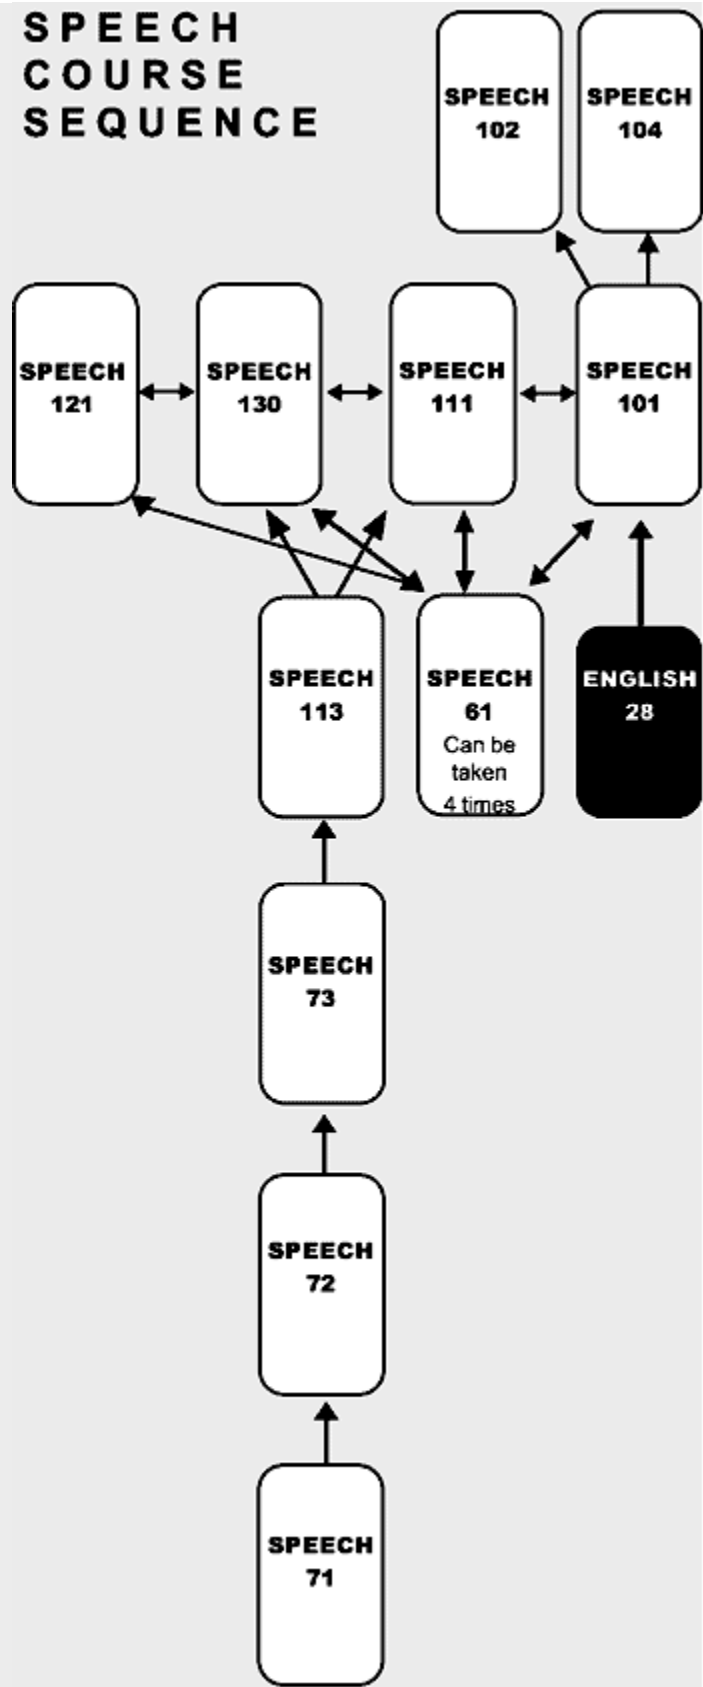 SPEECH
COURSE
SEQUENCE
SPEECH
102
SPEECH
104
SPEECH
121
SPEECH
130
SPEECH
111
SPEECH
101
SPEECH
113
SPEECH
61
Can be
taken
4 times
ENGLISH
28
SPEECH
73
SPEECH
72
SPEECH
71